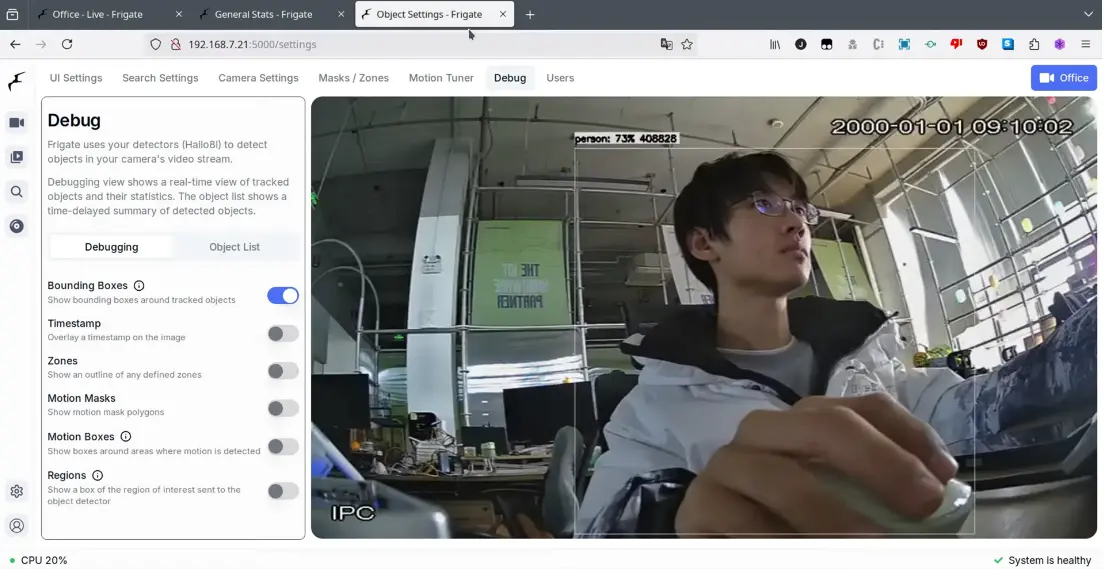 Office - Live - Frigate
General Stats - Frigate
Object Settings - Frigate
192.168.7.21:5000/settings
UI Settings
Search Settings
Camera Settings
Masks / Zones
Motion Tuner
Debug
Users
Office
Debug
Frigate uses your detectors (Hailo8l) to detect
objects in your camera's video stream.
Debugging view shows a real-time view of tracked
objects and their statistics. The object list shows a
time-delayed summary of detected objects.
Debugging
Object List
Bounding Boxes
Show bounding boxes around tracked objects
Timestamp
Overlay a timestamp on the image
Zones
Show an outline of any defined zones
Motion Masks
Show motion mask polygons
Motion Boxes
Show boxes around areas where motion is detected
Regions
Show a box of the region of interest sent to the
object detector
person: 73% 408828
2000-01-01 09:10:02
THE IOT
PARTNER
IPC
CPU 20%
System is healthy